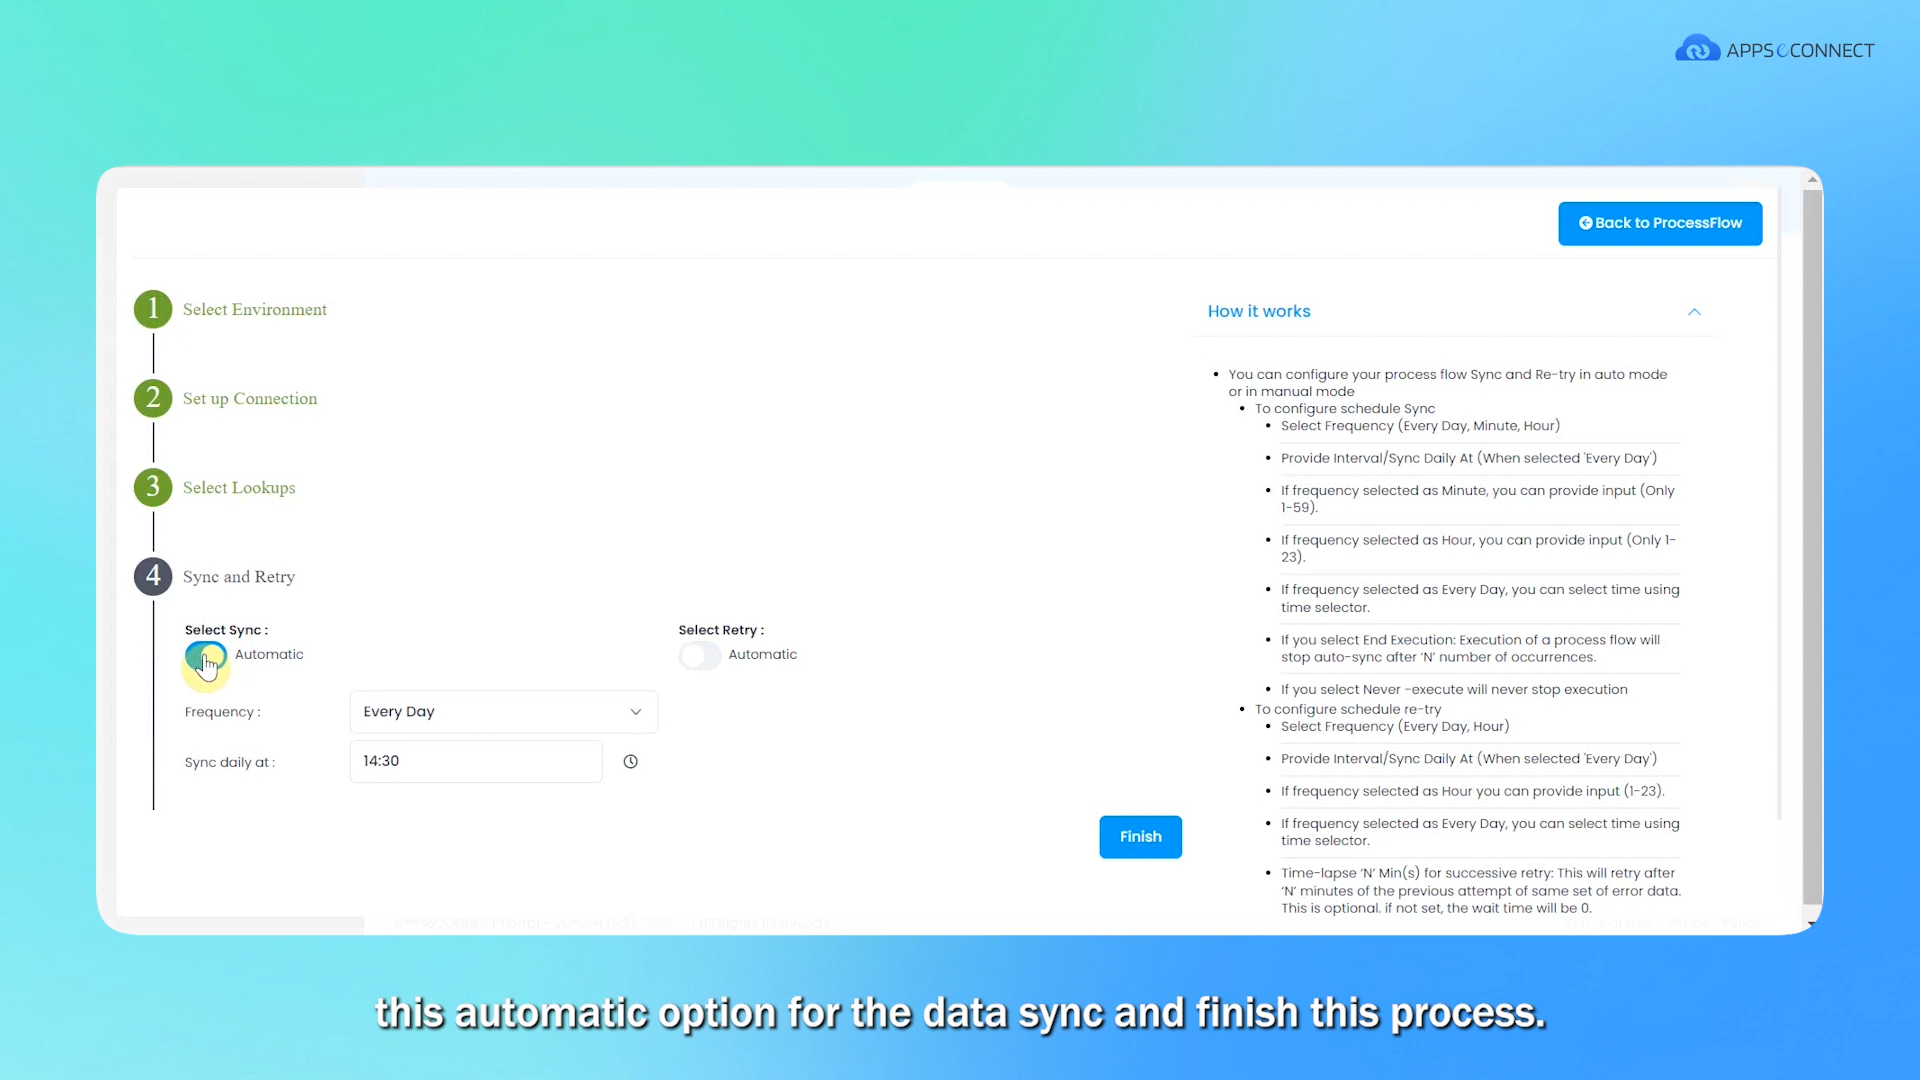 APPSeCONNECT
Back to ProcessFlow
1 Select Environment
2 Set up Connection
3 Select Lookups
4 Sync and Retry
Select Sync :
Automatic
Select Retry :
Automatic
Frequency :
Every Day
Sync daily at :
14:30
Finish
How it works
You can configure your process flow Sync and Re-try in auto mode
or in manual mode
To configure schedule Sync
Select Frequency (Every Day, Minute, Hour)
Provide Interval/Sync Daily At (When selected 'Every Day')
If frequency selected as Minute, you can provide input (Only
1-59).
If frequency selected as Hour, you can provide input (Only 1-
23).
If frequency selected as Every Day, you can select time using
time selector.
If you select End Execution: Execution of a process flow will
stop auto-sync after ‘N’ number of occurrences.
If you select Never -execute will never stop execution
To configure schedule re-try
Select Frequency (Every Day, Hour)
Provide Interval/Sync Daily At (When selected 'Every Day')
If frequency selected as Hour you can provide input (1-23).
If frequency selected as Every Day, you can select time using
time selector.
Time-lapse ‘N’ Min(s) for successive retry: This will retry after
‘N’ minutes of the previous attempt of same set of error data.
This is optional. if not set, the wait time will be 0.
this automatic option for the data sync and finish this process.